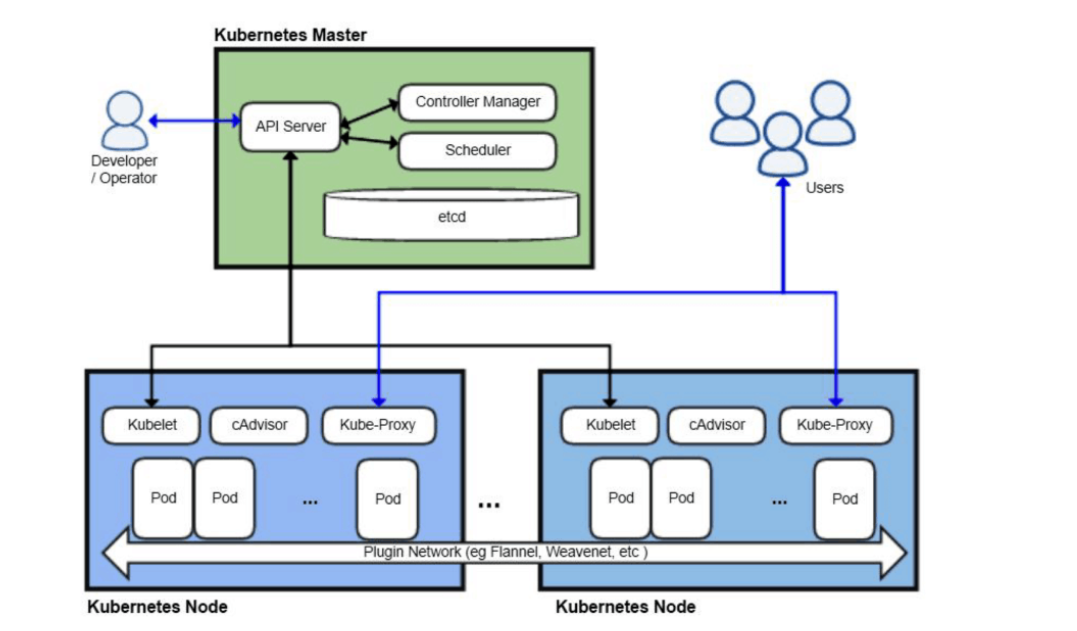 Kubernetes Master
Controller Manager
API Server
Scheduler
Developer
/ Operator
Users
etcd
Kubelet
cAdvisor
Kube-Proxy
Kubelet
cAdvisor
Kube-Proxy
Pod
Pod
...
Pod
...
Pod
Pod
...
Pod
Plugin Network (eg Flannel, Weavenet, etc )
Kubernetes Node
Kubernetes Node